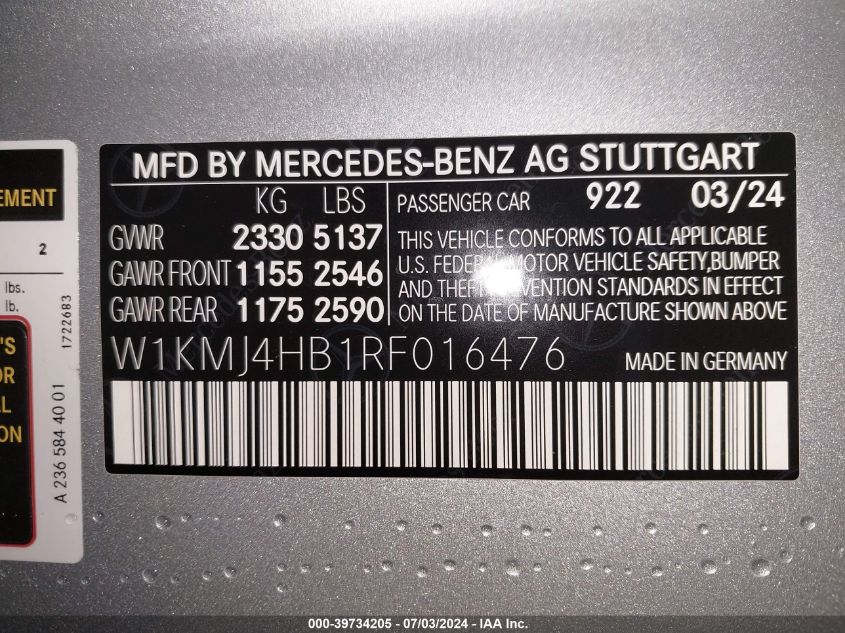 MFD BY MERCEDES-BENZ AG STUTTGART
KG LBS
GVWR 2330 5137
GAWR FRONT 1155 2546
GAWR REAR 1175 2590
PASSENGER CAR 922 03/24
THIS VEHICLE CONFORMS TO ALL APPLICABLE
U.S. MOTOR VEHICLE SAFETY,BUMPER
AND STANDARDS IN EFFECT
ON THE DATE OF MANUFACTURE SHOWN ABOVE
W1KMJ4HB1RF016476 MADE IN GERMANY
EMENT
2
lbs.
lb.
1722683
'S
OR
LL
ON
A 236 584 40 01
000-39734205 - 07/03/2024 - IAA Inc.